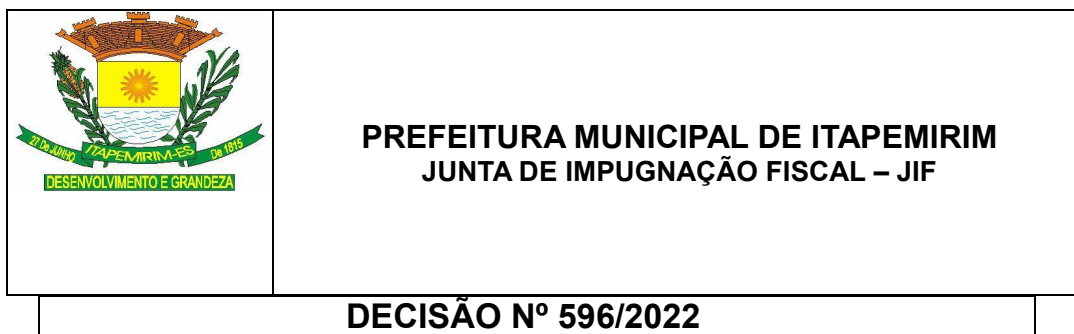 27 De JUNHO
ITAPEMIRIM-ES
De 1815
DESENVOLVIMENTO E GRANDEZA
PREFEITURA MUNICIPAL DE ITAPEMIRIM
JUNTA DE IMPUGNAÇÃO FISCAL – JIF
DECISÃO Nº 596/2022